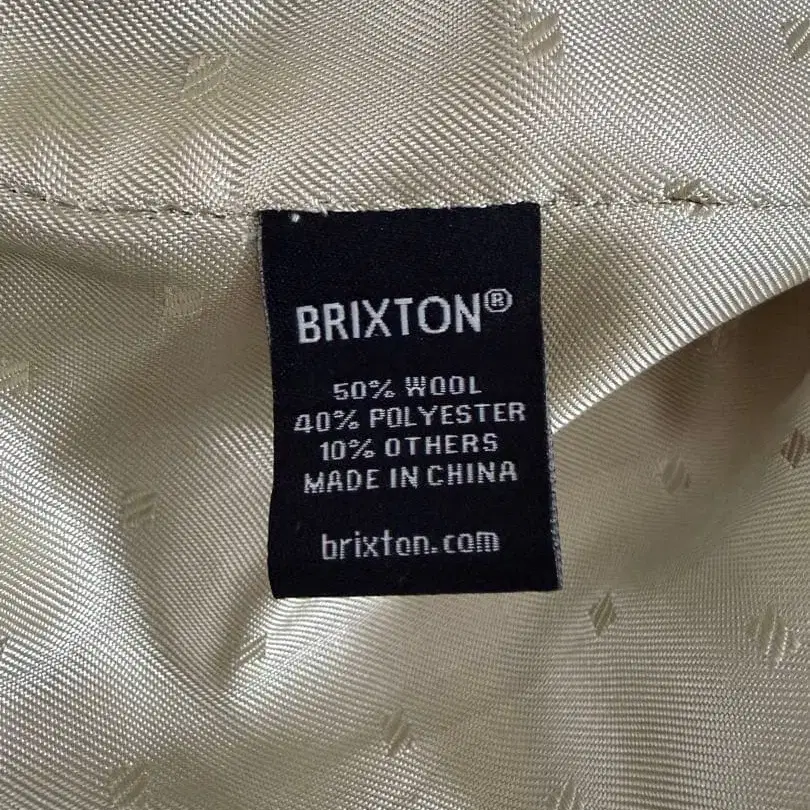 BRIXTON®
50% WOOL
40% POLYESTER
10% OTHERS
MADE IN CHINA
brixton.com